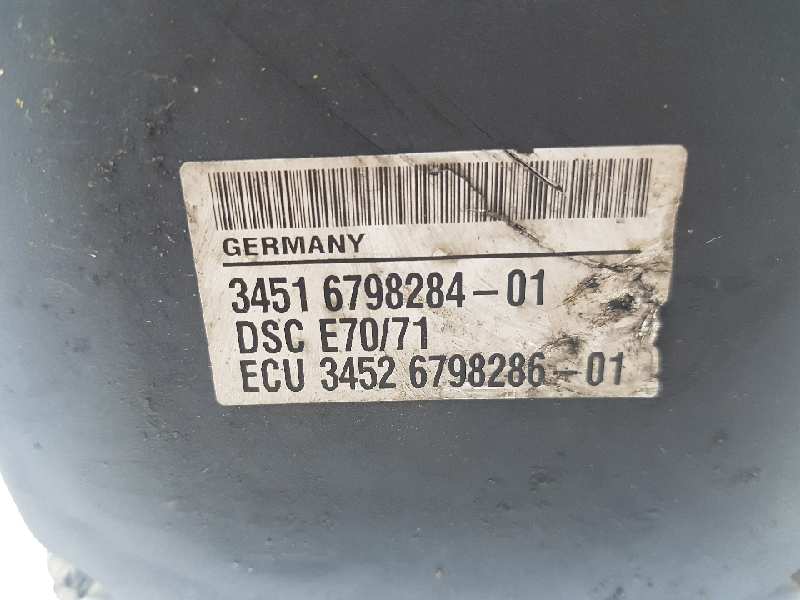 GERMANY
3451 6798284-01
DSC E70/71
ECU 3452 6798286-01